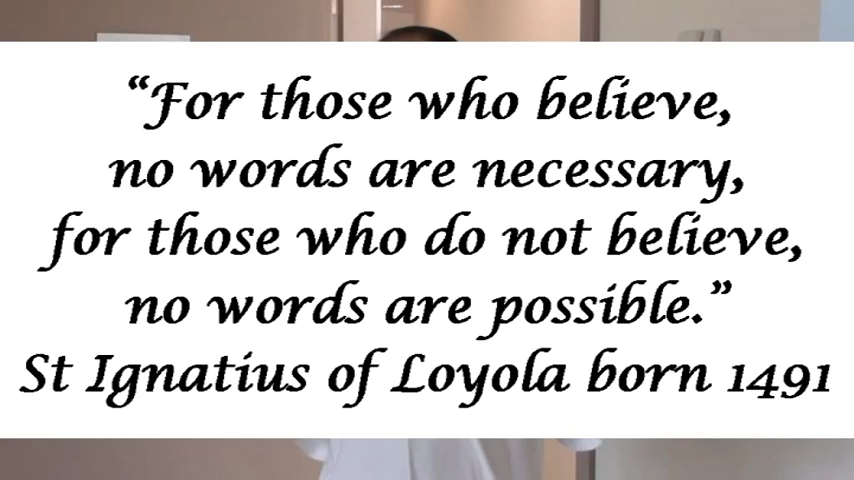 “For those who believe,
no words are necessary,
for those who do not believe,
no words are possible.”
St Ignatius of Loyola born 1491